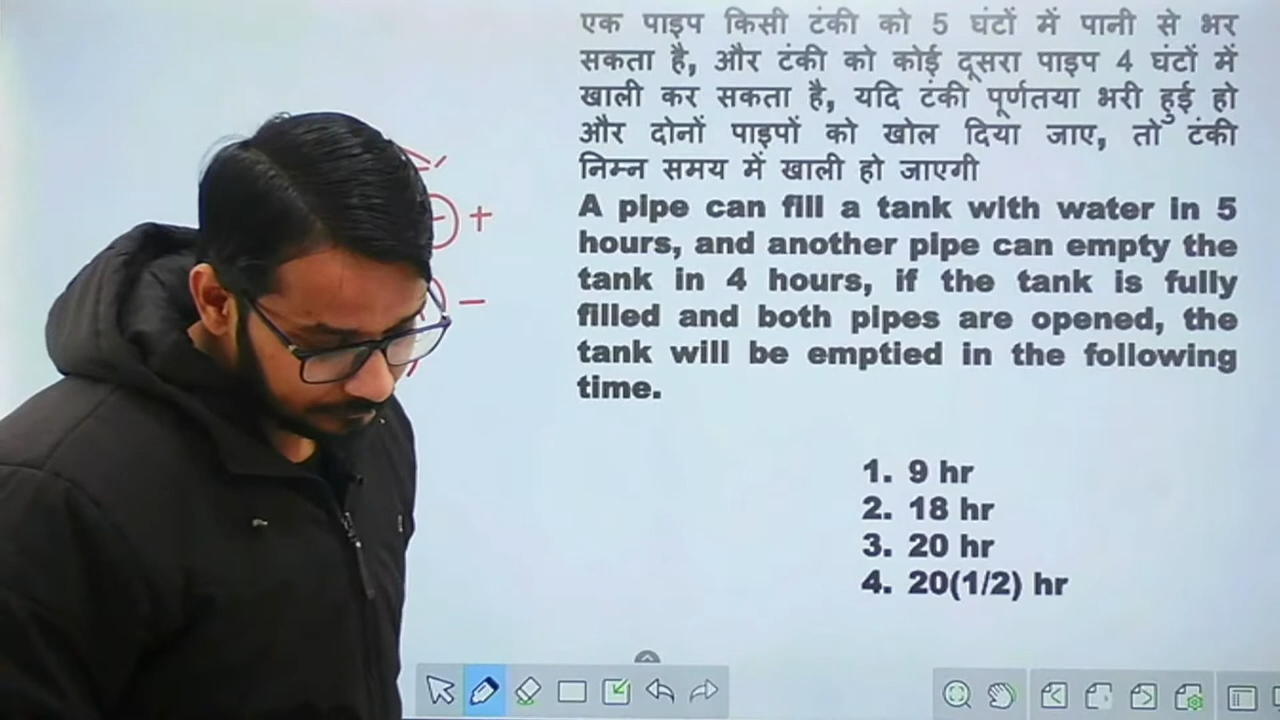 एक पाइप किसी टंकी को 5 घंटों में पानी से भर
सकता है, और टंकी को कोई दूसरा पाइप 4 घंटों में
खाली कर सकता है, यदि टंकी पूर्णतया भरी हुई हो
और दोनों पाइपों को खोल दिया जाए, तो टंकी
निम्न समय में खाली हो जाएगी
A pipe can fill a tank with water in 5
hours, and another pipe can empty the
tank in 4 hours, if the tank is fully
filled and both pipes are opened, the
tank will be emptied in the following
time.
1. 9 hr
2. 18 hr
3. 20 hr
4. 20(1/2) hr
+
−